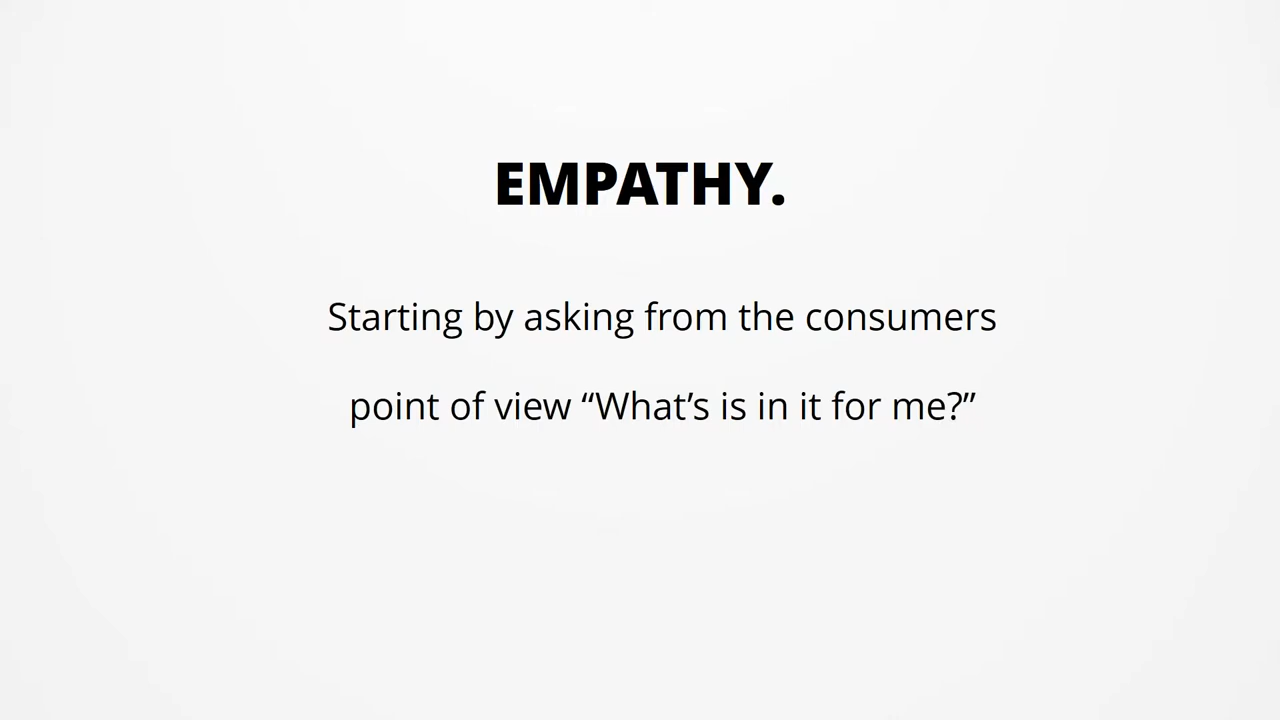 EMPATHY.
Starting by asking from the consumers
point of view “What’s is in it for me?”